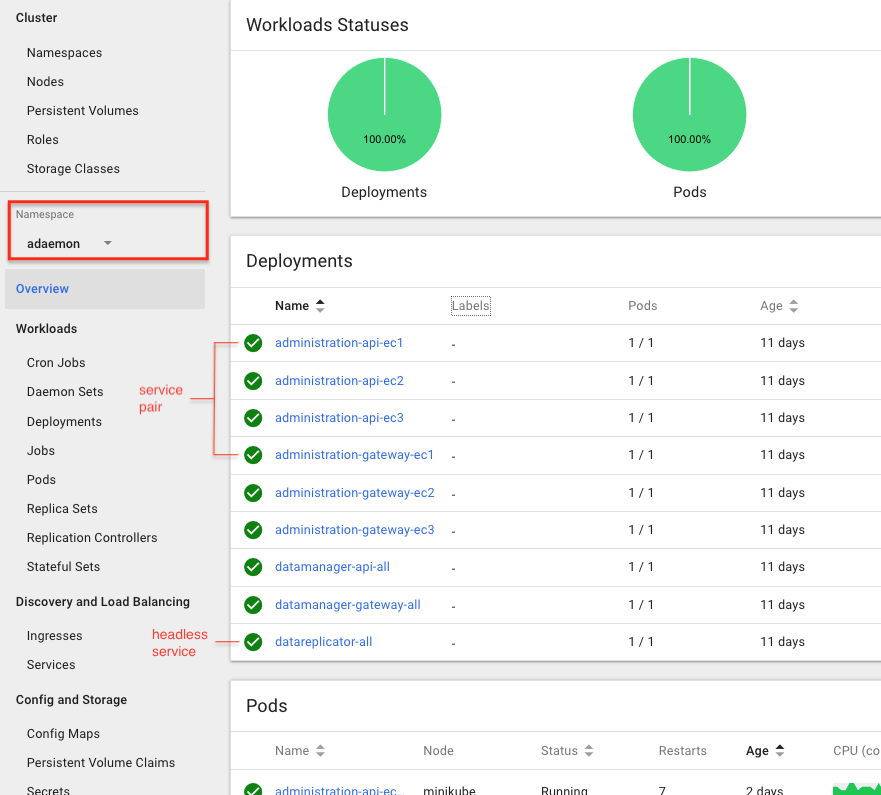 Cluster
Namespaces
Nodes
Persistent Volumes
Roles
Storage Classes
Namespace
adaemon
Overview
Workloads
Cron Jobs
Daemon Sets
Deployments
Jobs
Pods
Replica Sets
Replication Controllers
Stateful Sets
Discovery and Load Balancing
Ingresses
Services
Config and Storage
Config Maps
Persistent Volume Claims
Secrets
service
pair
headless
service
Workloads Statuses
100.00% 100.00%
Deployments Pods
Deployments
Name Labels Pods Age
administration-api-ec1 - 1 / 1 11 days
administration-api-ec2 - 1 / 1 11 days
administration-api-ec3 - 1 / 1 11 days
administration-gateway-ec1 - 1 / 1 11 days
administration-gateway-ec2 - 1 / 1 11 days
administration-gateway-ec3 - 1 / 1 11 days
datamanager-api-all - 1 / 1 11 days
datamanager-gateway-all - 1 / 1 11 days
datareplicator-all - 1 / 1 11 days
Pods
Name Node Status Restarts Age CPU (co
administration-api-ec... minikube Running 7 2 days